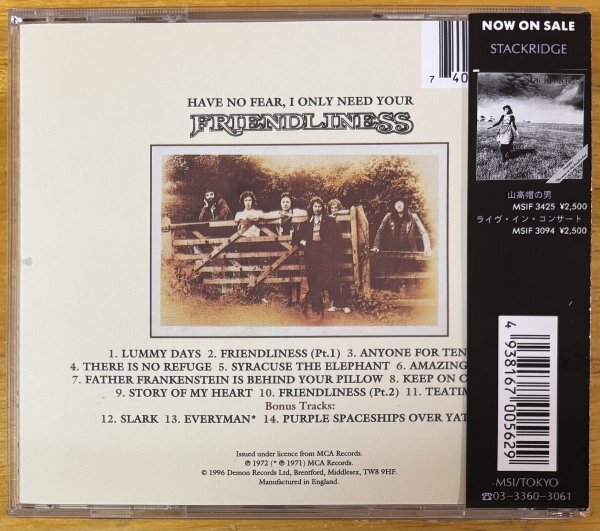 HAVE NO FEAR, I ONLY NEED YOUR
FRIENDLINESS
1. LUMMY DAYS 2. FRIENDLINESS (Pt.1) 3. ANYONE FOR TEN
4. THERE IS NO REFUGE 5. SYRACUSE THE ELEPHANT 6. AMAZING
7. FATHER FRANKENSTEIN IS BEHIND YOUR PILLOW 8. KEEP ON C
9. STORY OF MY HEART 10. FRIENDLINESS (Pt.2) 11. TEATIM
Bonus Tracks:
12. SLARK 13. EVERYMAN* 14. PURPLE SPACESHIPS OVER YAT
Issued under licence from MCA Records.
℗ 1972 (* ℗ 1971) MCA Records.
© 1996 Demon Records Ltd, Brentford, Middlesex, TW8 9HF.
Manufactured in England.
7 40
NOW ON SALE
STACKRIDGE
山高帽の男
MSIF 3425 ¥2,500
ライヴ・イン・コンサート
MSIF 3094 ¥2,500
4 938167 005629
MSI/TOKYO
☎03-3360-3061